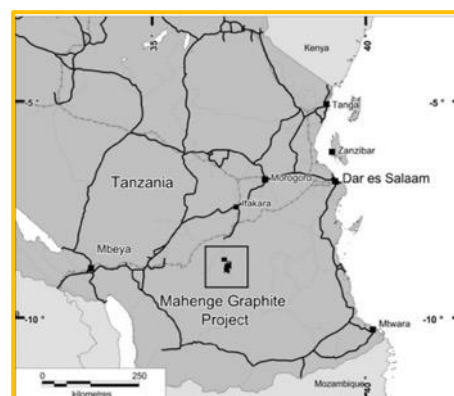 35
40
Kenya
-5
-5
Tanga
Zanzibar
Morogoro
Dar es Salaam
Tanzania
Ifakara
Mbeya
Mahenge Graphite
Project
-10
-10
Mtwara
0
250
kilometres
Mozambique
40